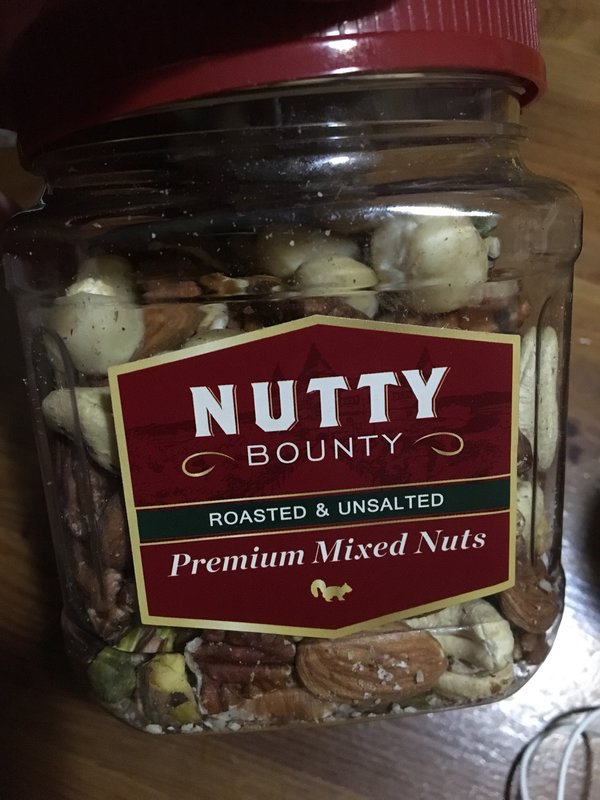 NUTTY
BOUNTY
ROASTED & UNSALTED
Premium Mixed Nuts